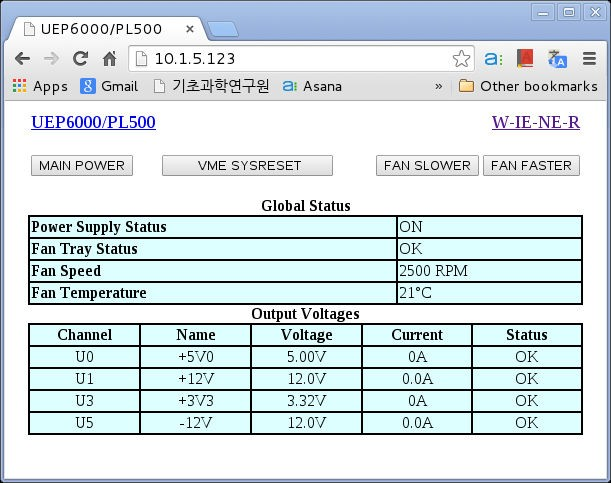 UEP6000/PL500
10.1.5.123
Apps Gmail 기초과학연구원 Asana » Other bookmarks
UEP6000/PL500 W-IE-NE-R
MAIN POWER VME SYSRESET FAN SLOWER FAN FASTER
Global Status
Power Supply Status ON
Fan Tray Status OK
Fan Speed 2500 RPM
Fan Temperature 21°C
Output Voltages
Channel Name Voltage Current Status
U0 +5V0 5.00V 0A OK
U1 +12V 12.0V 0.0A OK
U3 +3V3 3.32V 0A OK
U5 -12V 12.0V 0.0A OK